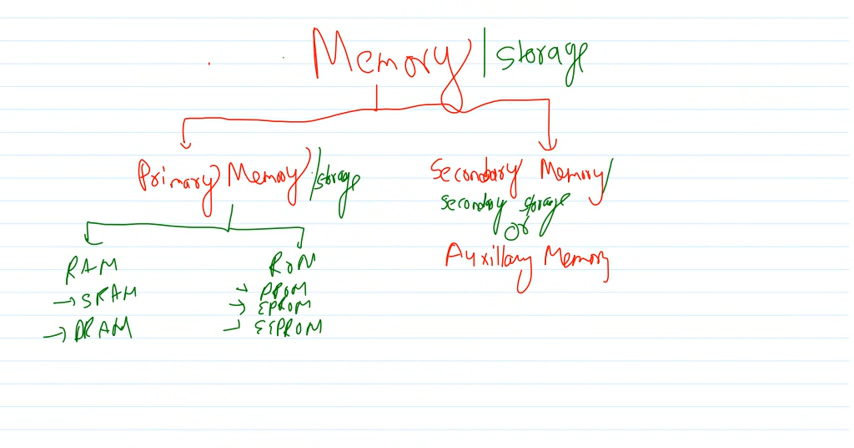 Memory/Storage
Primary Memory/Storage
Secondary Memory/
Secondary Storage
Or
Auxillary Memory
RAM
→ SRAM
→ DRAM
ROM
→ PROM
→ EPROM
→ EEPROM